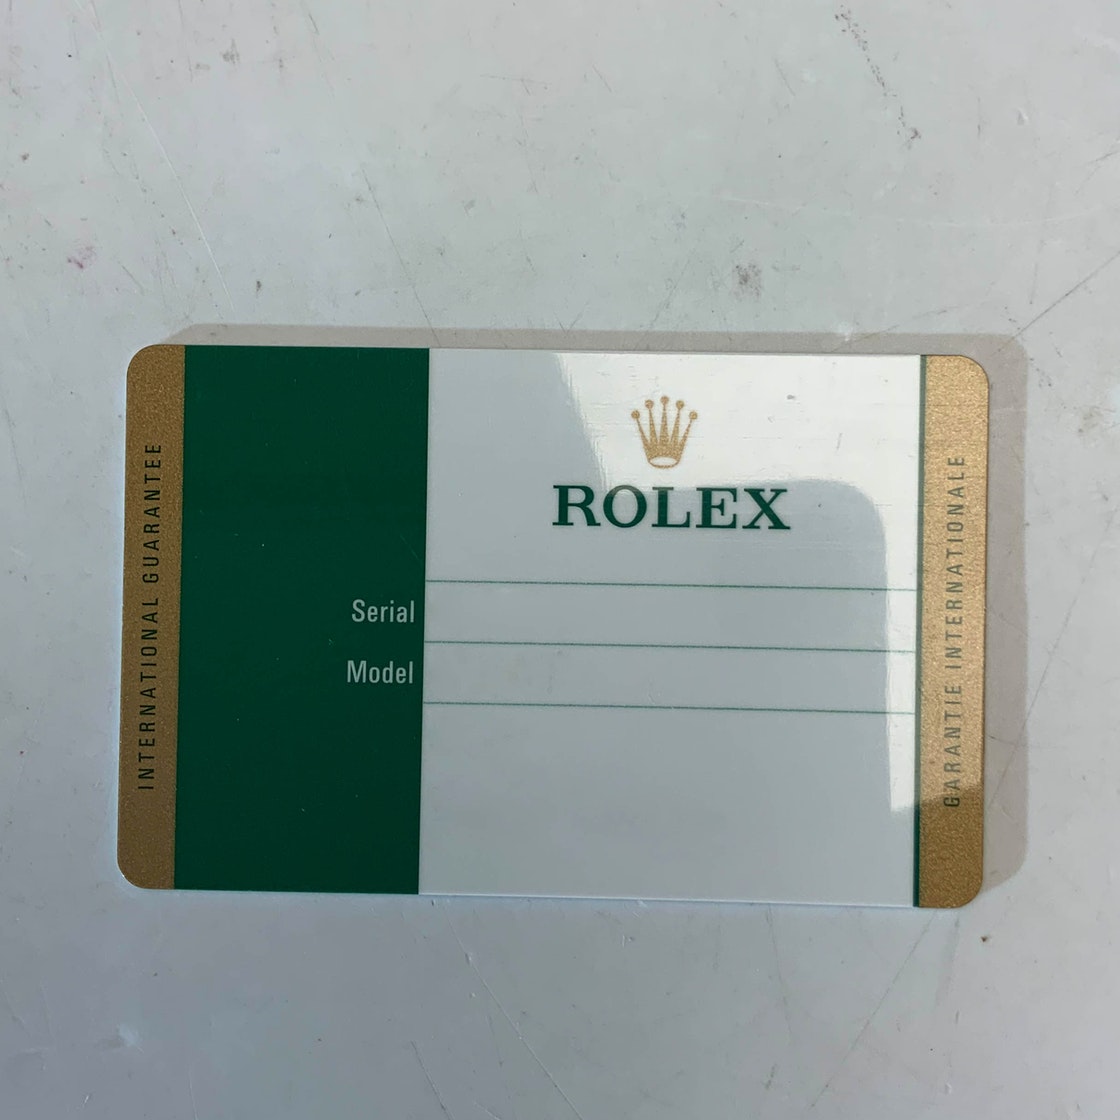 INTERNATIONAL GUARANTEE
ROLEX
Serial
Model
GARANTIE INTERNATIONALE